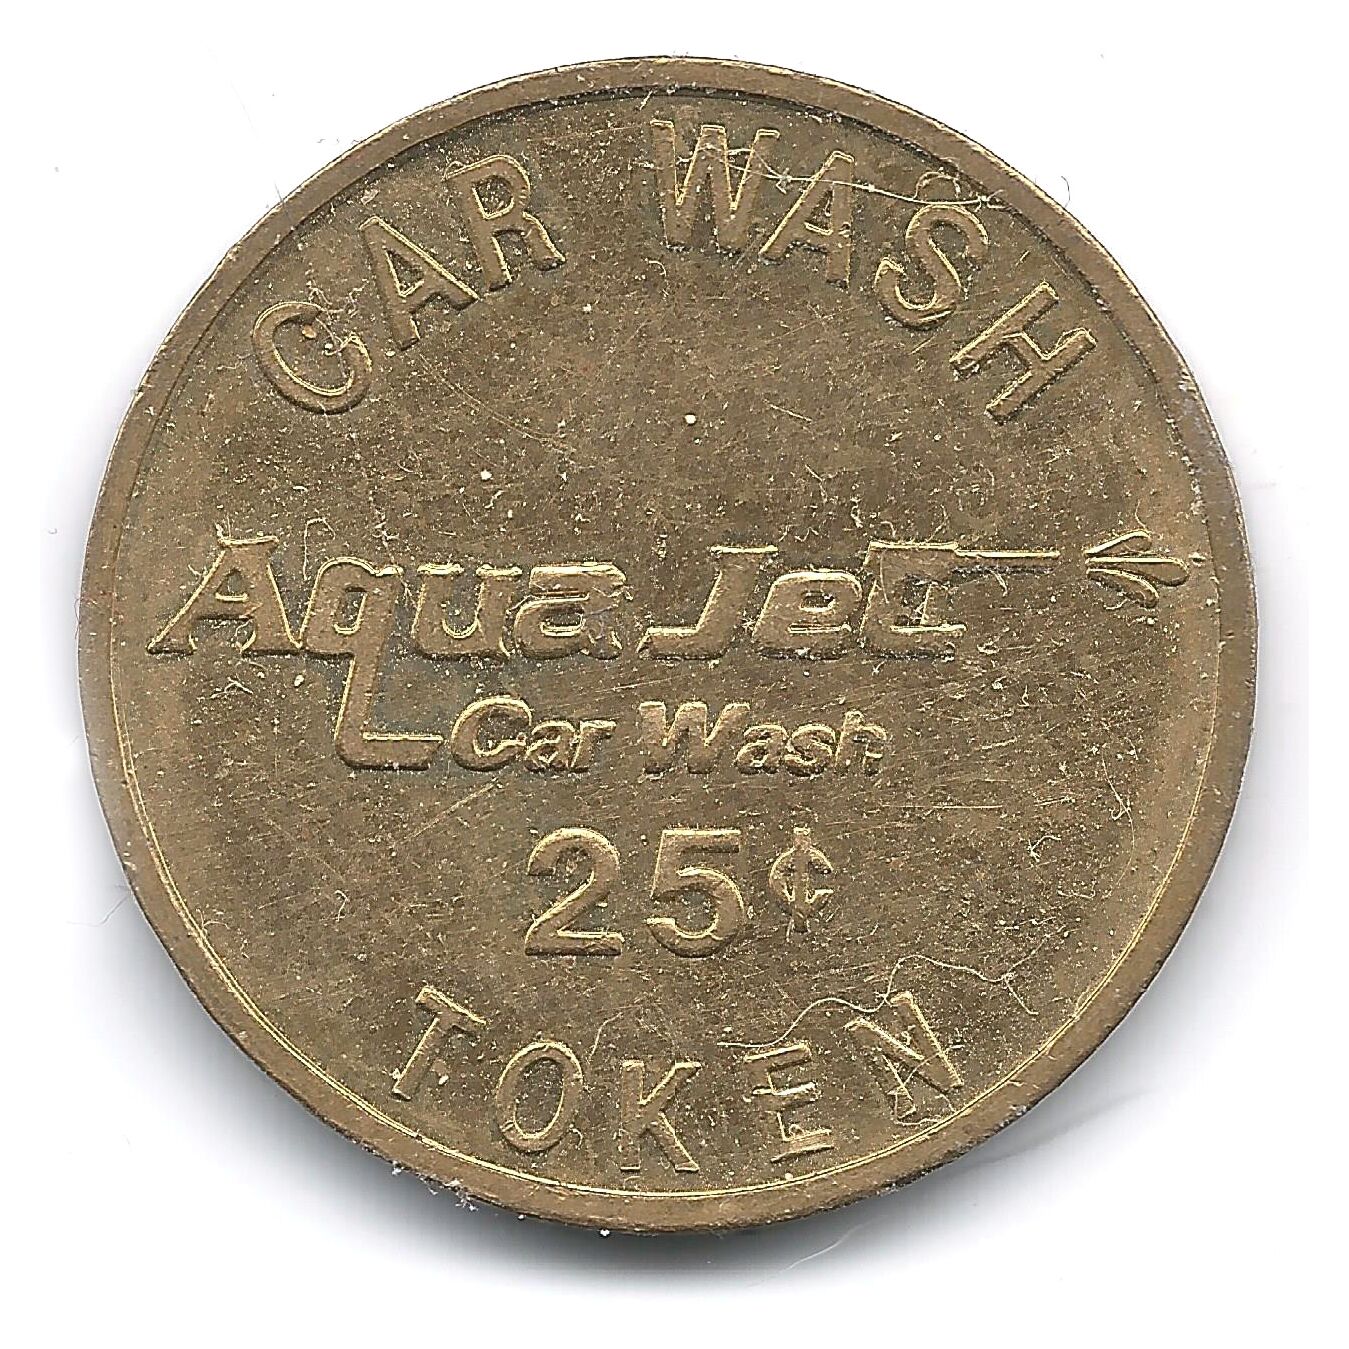 CAR WASH
Aqua Jet
Car Wash
25¢
TOKEN